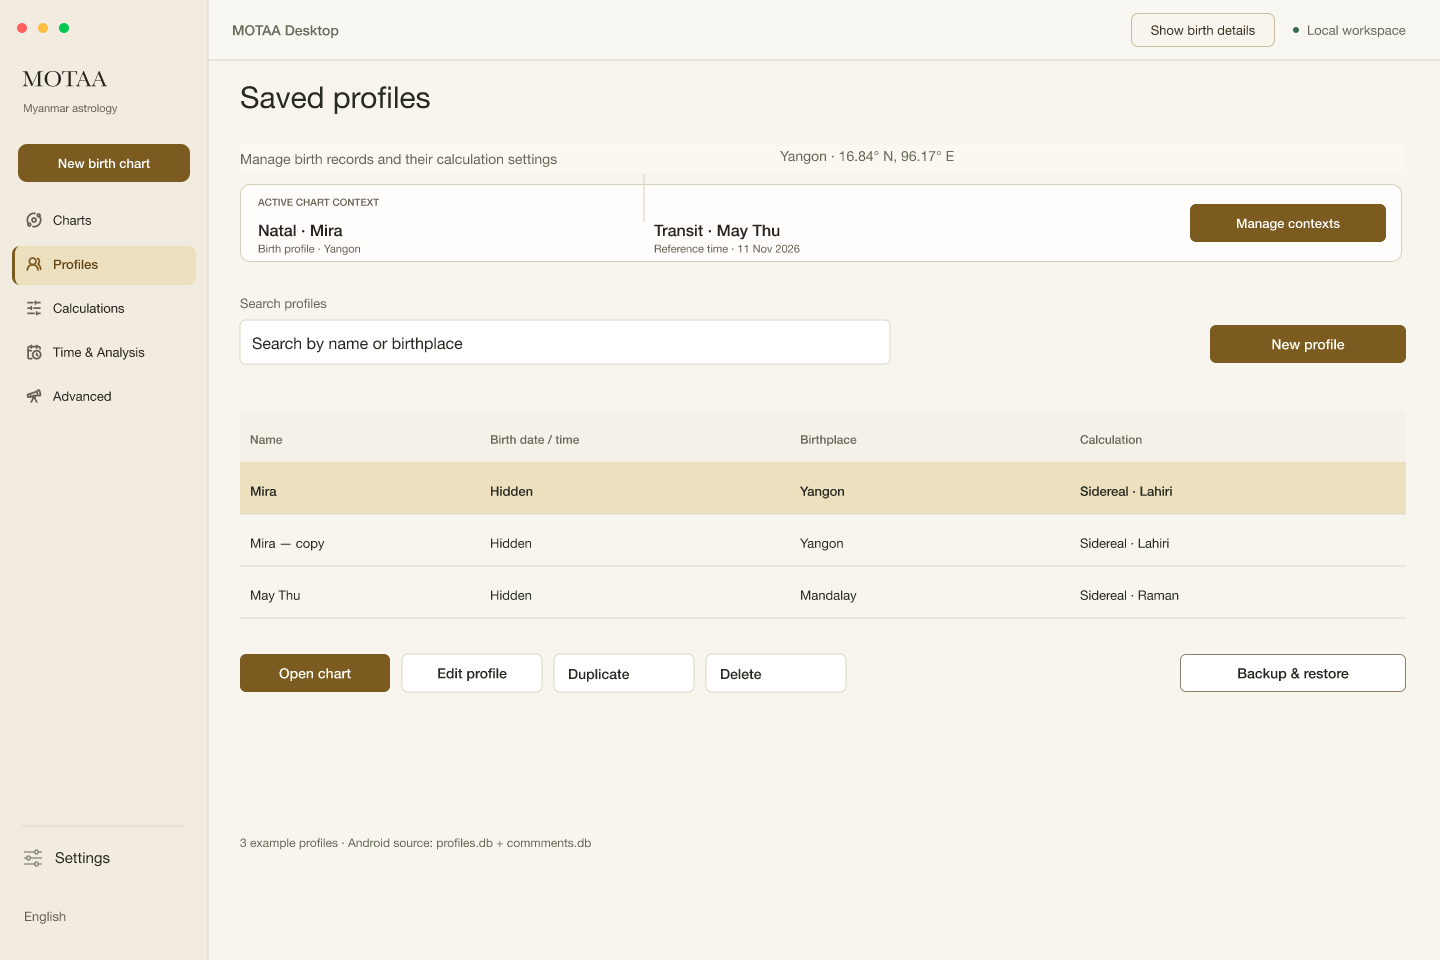 MOTAA Desktop
Show birth details
Local workspace
MOTAA
Myanmar astrology
New birth chart
Charts
Profiles
Calculations
Time & Analysis
Advanced
Settings
English
Saved profiles
Manage birth records and their calculation settings
Yangon · 16.84° N, 96.17° E
ACTIVE CHART CONTEXT
Natal · Mira
Birth profile · Yangon
Transit · May Thu
Reference time · 11 Nov 2026
Manage contexts
Search profiles
Search by name or birthplace
New profile
Name Birth date / time Birthplace Calculation
Mira Hidden Yangon Sidereal · Lahiri
Mira — copy Hidden Yangon Sidereal · Lahiri
May Thu Hidden Mandalay Sidereal · Raman
Open chart Edit profile Duplicate Delete Backup & restore
3 example profiles · Android source: profiles.db + commments.db